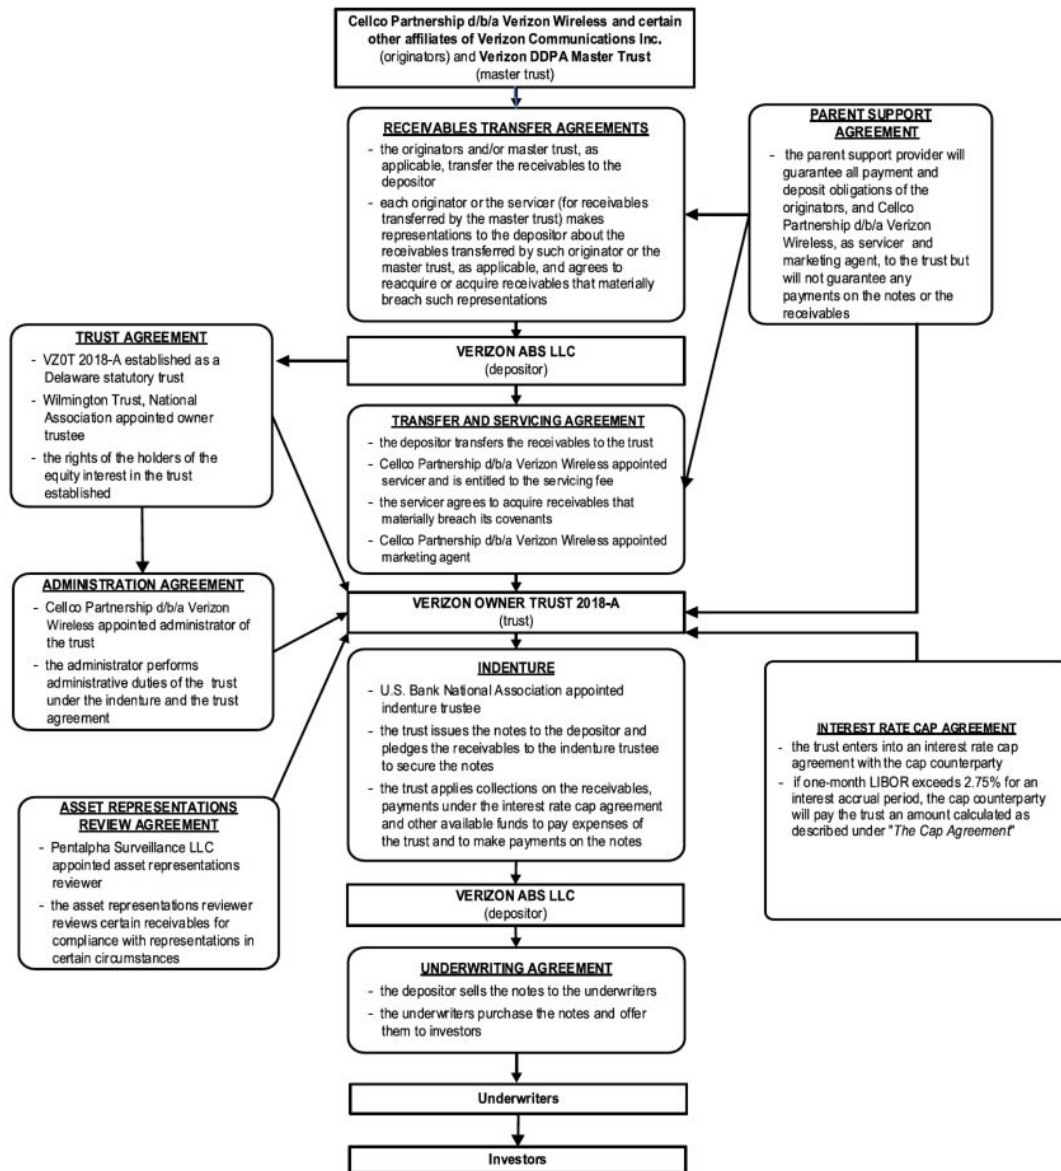 Cellco Partnership d/b/a Verizon Wireless and certain
other affiliates of Verizon Communications Inc.
(originators) and Verizon DDPA Master Trust
(master trust)
RECEIVABLES TRANSFER AGREEMENTS
- the originators and/or master trust, as
applicable, transfer the receivables to the
depositor
- each originator or the servicer (for receivables
transferred by the master trust) makes
representations to the depositor about the
receivables transferred by such originator or the
master trust, as applicable, and agrees to
reacquire or acquire receivables that materially
breach such representations
PARENT SUPPORT
AGREEMENT
- the parent support provider will
guarantee all payment and
deposit obligations of the
originators, and Cellco
Partnership d/b/a Verizon
Wireless, as servicer and
marketing agent, to the trust but
will not guarantee any
payments on the notes or the
receivables
TRUST AGREEMENT
- VZ0T 2018-A established as a
Delaware statutory trust
- Wilmington Trust, National
Association appointed owner
trustee
- the rights of the holders of the
equity interest in the trust
established
VERIZON ABS LLC
(depositor)
TRANSFER AND SERVICING AGREEMENT
- the depositor transfers the receivables to the trust
- Cellco Partnership d/b/a Verizon Wireless appointed
servicer and is entitled to the servicing fee
- the servicer agrees to acquire receivables that
materially breach its covenants
- Cellco Partnership d/b/a Verizon Wireless appointed
marketing agent
ADMINISTRATION AGREEMENT
- Cellco Partnership d/b/a Verizon
Wireless appointed administrator of
the trust
- the administrator performs
administrative duties of the trust
under the indenture and the trust
agreement
VERIZON OWNER TRUST 2018-A
(trust)
INDENTURE
- U.S. Bank National Association appointed
indenture trustee
- the trust issues the notes to the depositor and
pledges the receivables to the indenture trustee
to secure the notes
- the trust applies collections on the receivables,
payments under the interest rate cap agreement
and other available funds to pay expenses of
the trust and to make payments on the notes
INTEREST RATE CAP AGREEMENT
- the trust enters into an interest rate cap
agreement with the cap counterparty
- if one-month LIBOR exceeds 2.75% for an
interest accrual period, the cap counterparty
will pay the trust an amount calculated as
described under "The Cap Agreement"
ASSET REPRESENTATIONS
REVIEW AGREEMENT
- Pentalpha Surveillance LLC
appointed asset representations
reviewer
- the asset representations reviewer
reviews certain receivables for
compliance with representations in
certain circumstances
VERIZON ABS LLC
(depositor)
UNDERWRITING AGREEMENT
- the depositor sells the notes to the underwriters
- the underwriters purchase the notes and offer
them to investors
Underwriters
Investors